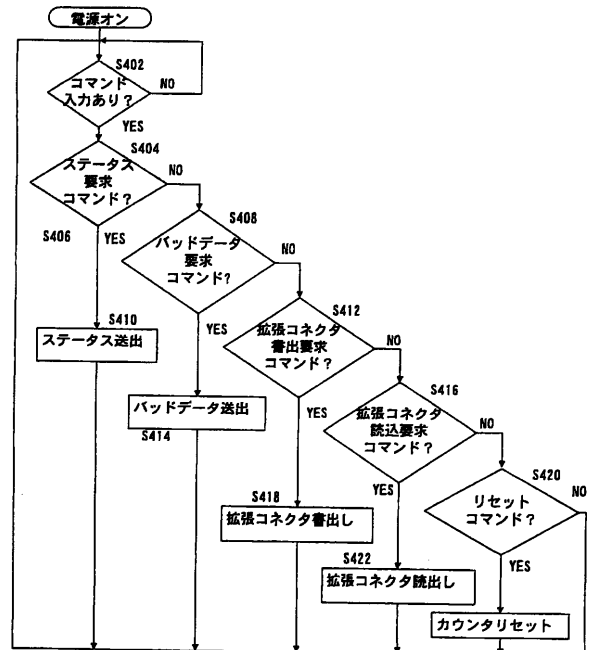 電源オン
S402
コマンド
入力あり?
NO
YES
S404
ステータス
要求
コマンド?
NO
S406
YES
S408
バッドデータ
要求
コマンド?
NO
S410
ステータス送出
YES
S412
拡張コネクタ
書出要求
コマンド?
NO
バッドデータ送出
S414
YES
S416
拡張コネクタ
読込要求
コマンド?
NO
YES
S418
拡張コネクタ書出し
S420
リセット
コマンド?
NO
S422
拡張コネクタ読出し
YES
カウンタリセット